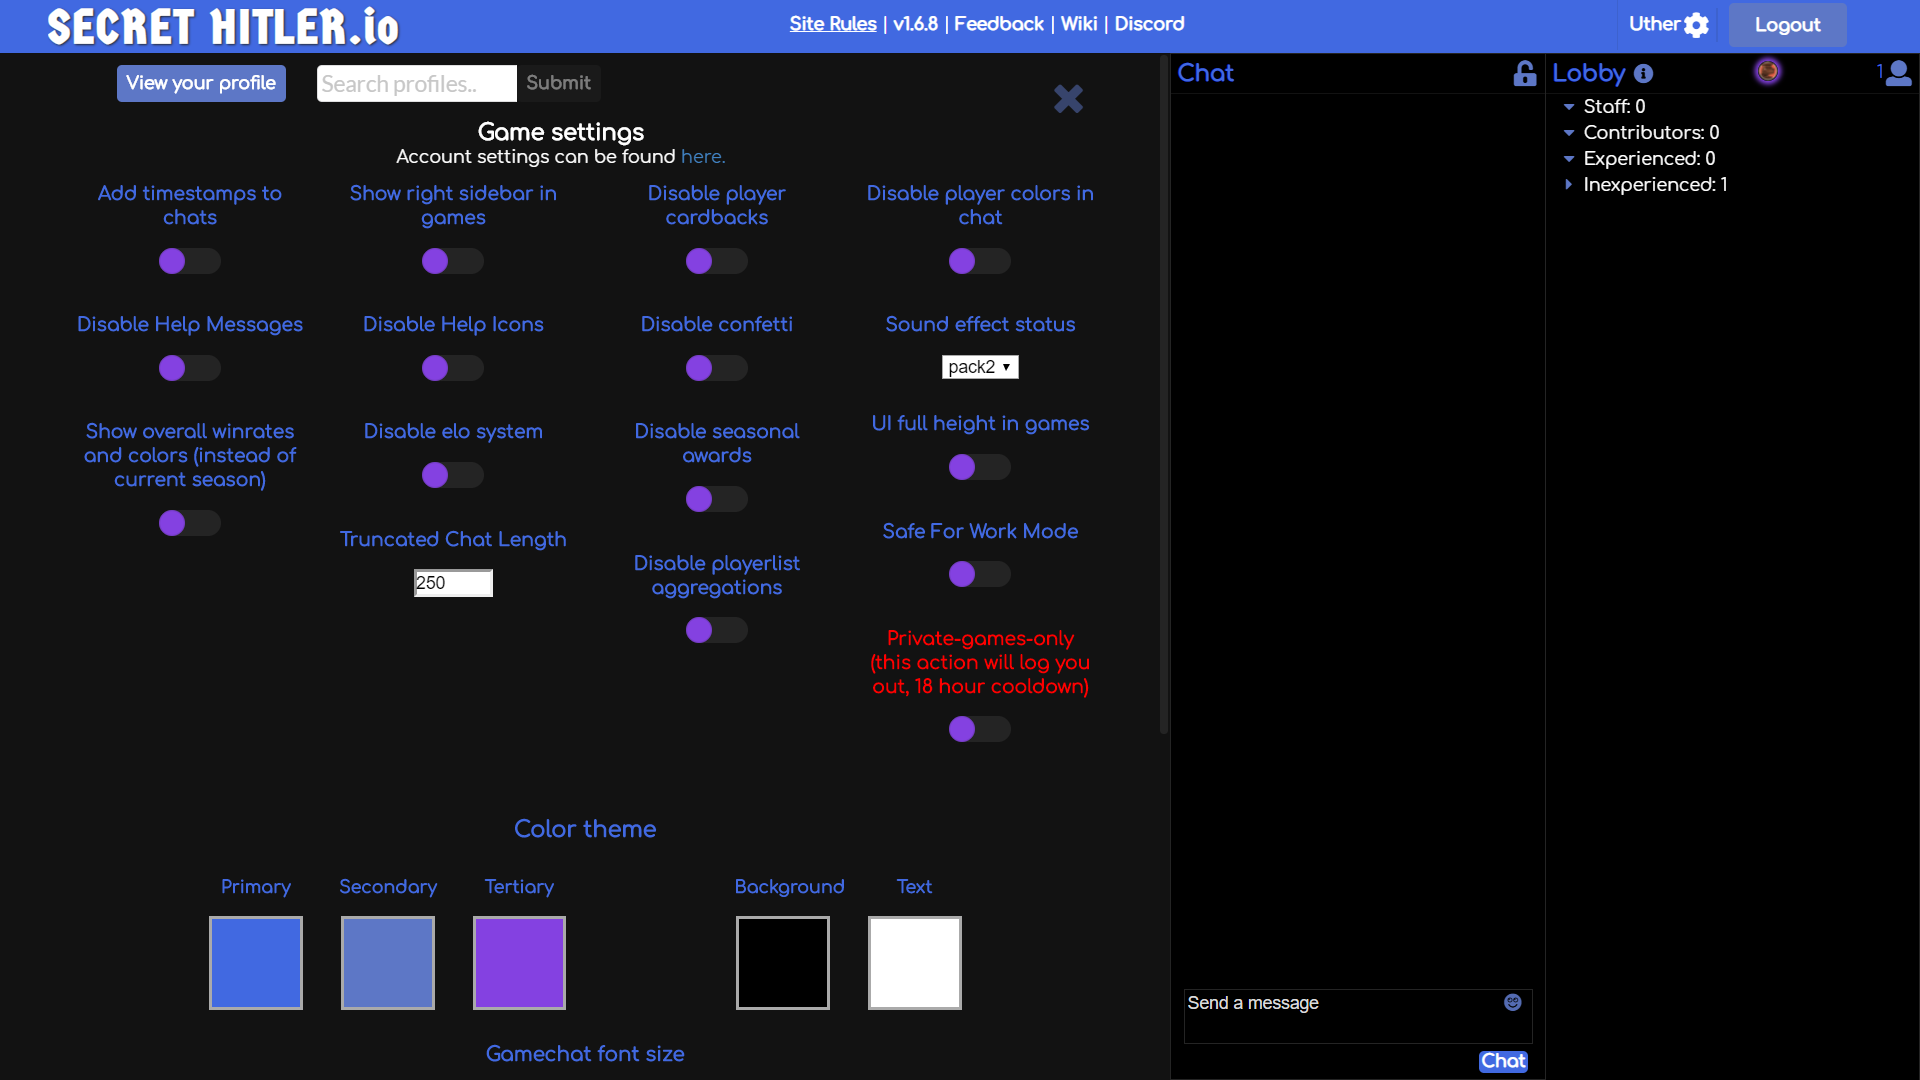 SECRET HITLER.io
Site Rules | v1.6.8 | Feedback | Wiki | Discord
Uther
Logout
View your profile
Search profiles..
Submit
Game settings
Account settings can be found here.
Add timestamps to
chats
Show right sidebar in
games
Disable player
cardbacks
Disable player colors in
chat
Disable Help Messages
Disable Help Icons
Disable confetti
Sound effect status
pack2
Show overall winrates
and colors (instead of
current season)
Disable elo system
Disable seasonal
awards
UI full height in games
Truncated Chat Length
250
Disable playerlist
aggregations
Safe For Work Mode
Private-games-only
(this action will log you
out, 18 hour cooldown)
Color theme
Primary
Secondary
Tertiary
Background
Text
Gamechat font size
Chat
Send a message
Chat
Lobby
1
Staff: 0
Contributors: 0
Experienced: 0
Inexperienced: 1